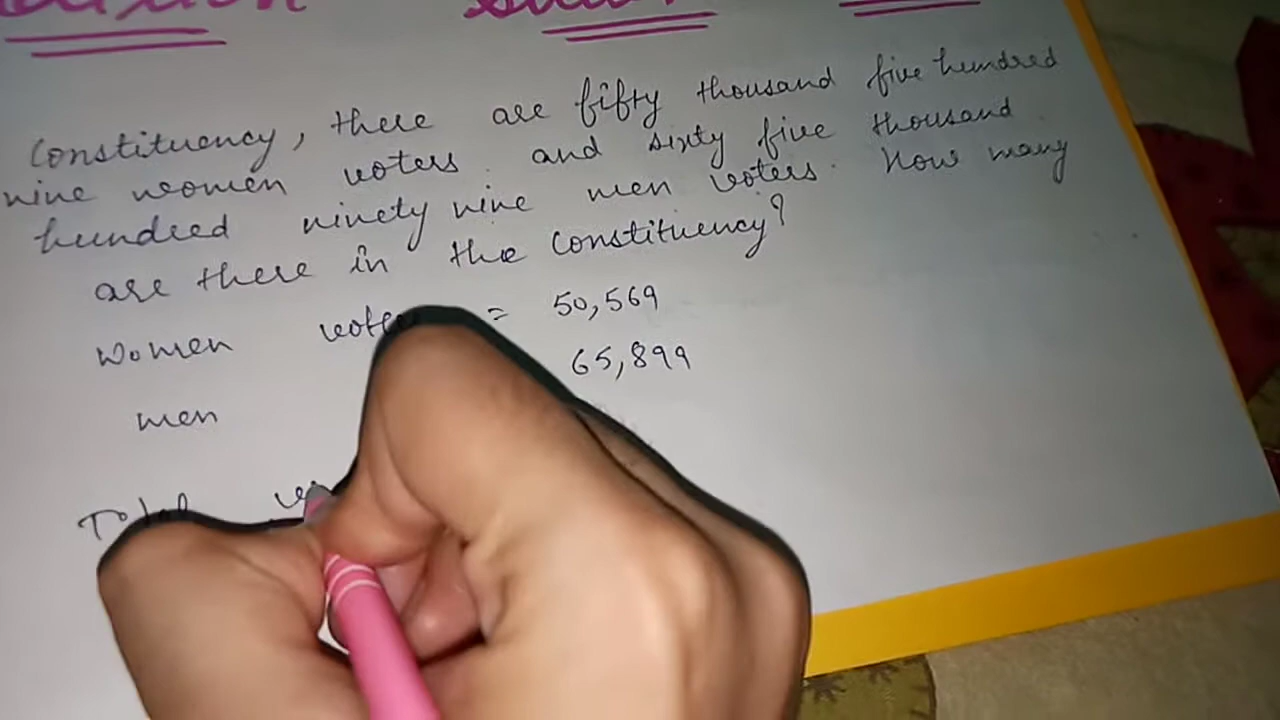 constituency, there are fifty thousand five hundred
nine women voters and sixty five thousand
hundred ninety nine men voters. How many
are there in the constituency?
Women = 50,569
men 65,899
Total